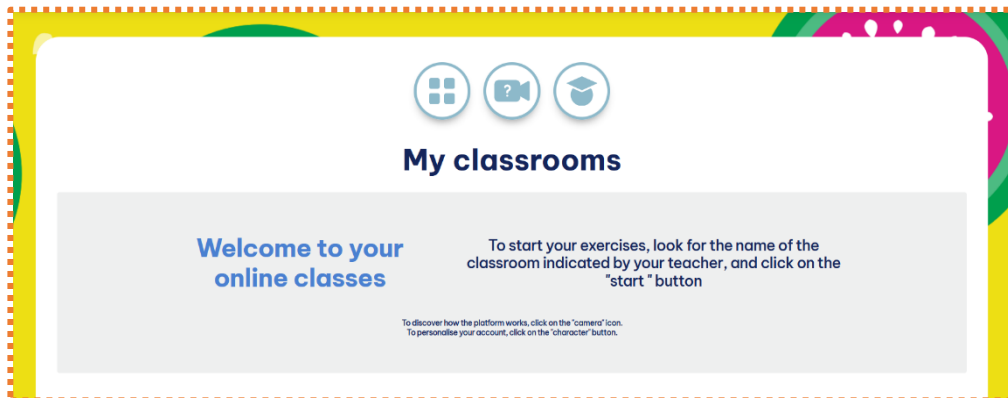 ?
My classrooms
Welcome to your
online classes
To start your exercises, look for the name of the
classroom indicated by your teacher, and click on the
"start " button
To discover how the platform works, click on the "camera" icon.
To personalise your account, click on the "character" button.